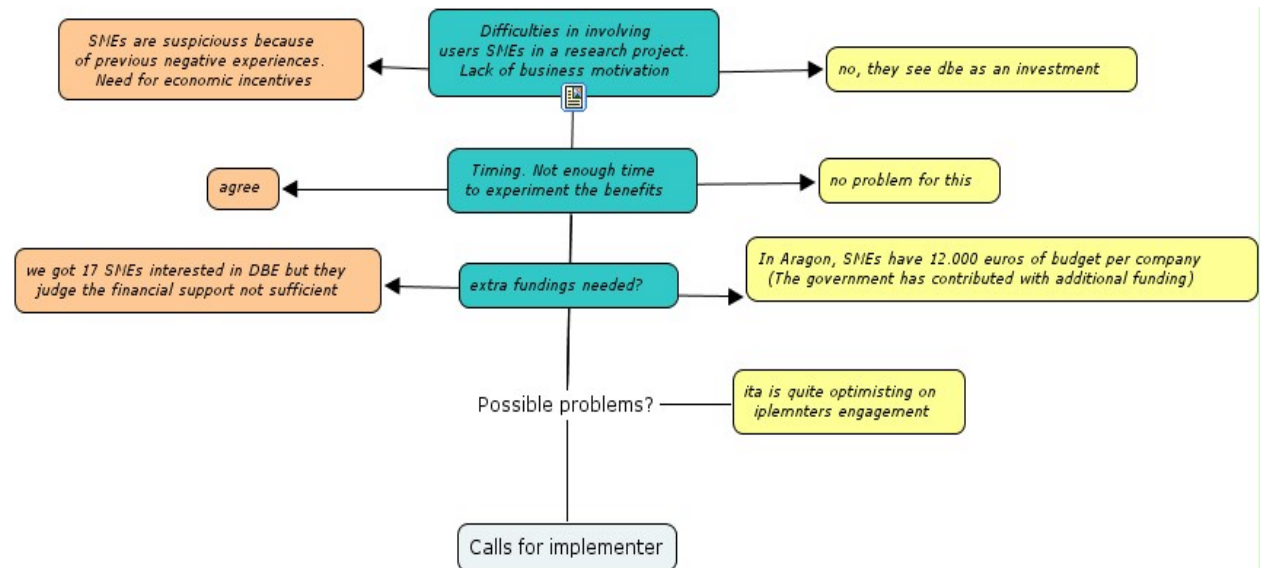 SMEs are suspiciouss because
of previous negative experiences.
Need for economic incentives
Difficulties in involving
users SMEs in a research project.
Lack of business motivation
no, they see dbe as an investment
agree
Timing. Not enough time
to experiment the benefits
no problem for this
we got 17 SMEs interested in DBE but they
judge the financial support not sufficient
extra fundings needed?
In Aragon, SMEs have 12.000 euros of budget per company
(The government has contributed with additional funding)
Possible problems?
ita is quite optimisting on
iplemnters engagement
Calls for implementer